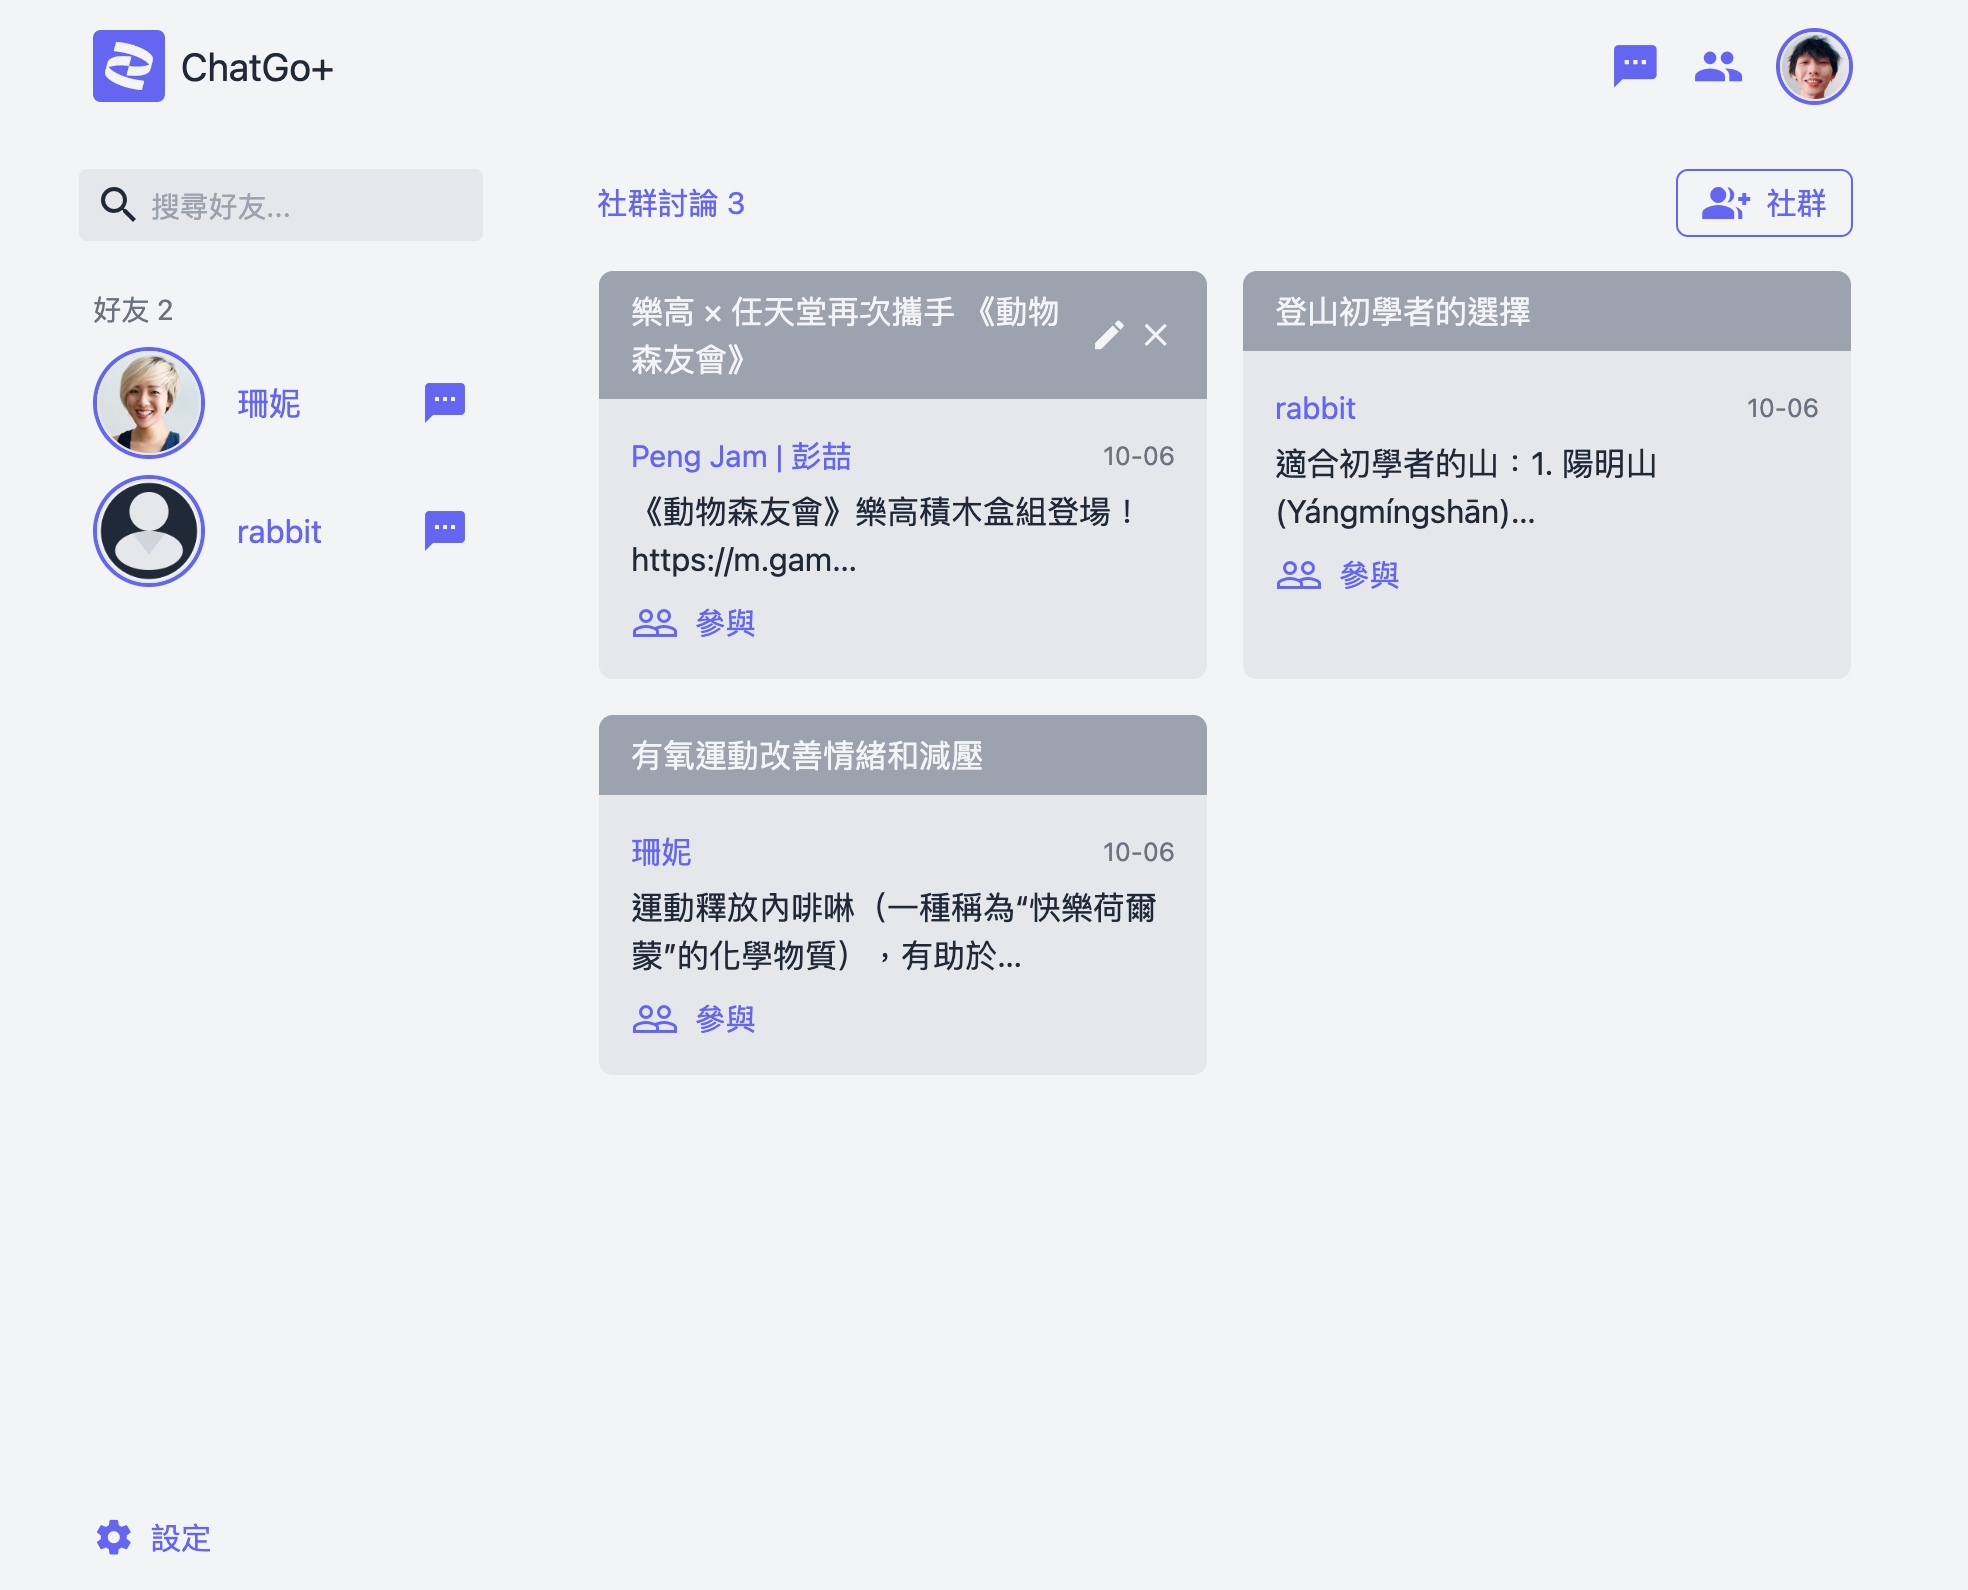 ChatGo+
搜尋好友...
好友 2
珊妮
rabbit
設定
社群討論 3
社群
樂高 × 任天堂再次攜手 《動物
森友會》
Peng Jam | 彭喆
10-06
《動物森友會》樂高積木盒組登場！
https://m.gam...
參與
登山初學者的選擇
rabbit
10-06
適合初學者的山：1. 陽明山
(Yángmíngshān)...
參與
有氧運動改善情緒和減壓
珊妮
10-06
運動釋放內啡啉（一種稱為“快樂荷爾
蒙”的化學物質），有助於...
參與